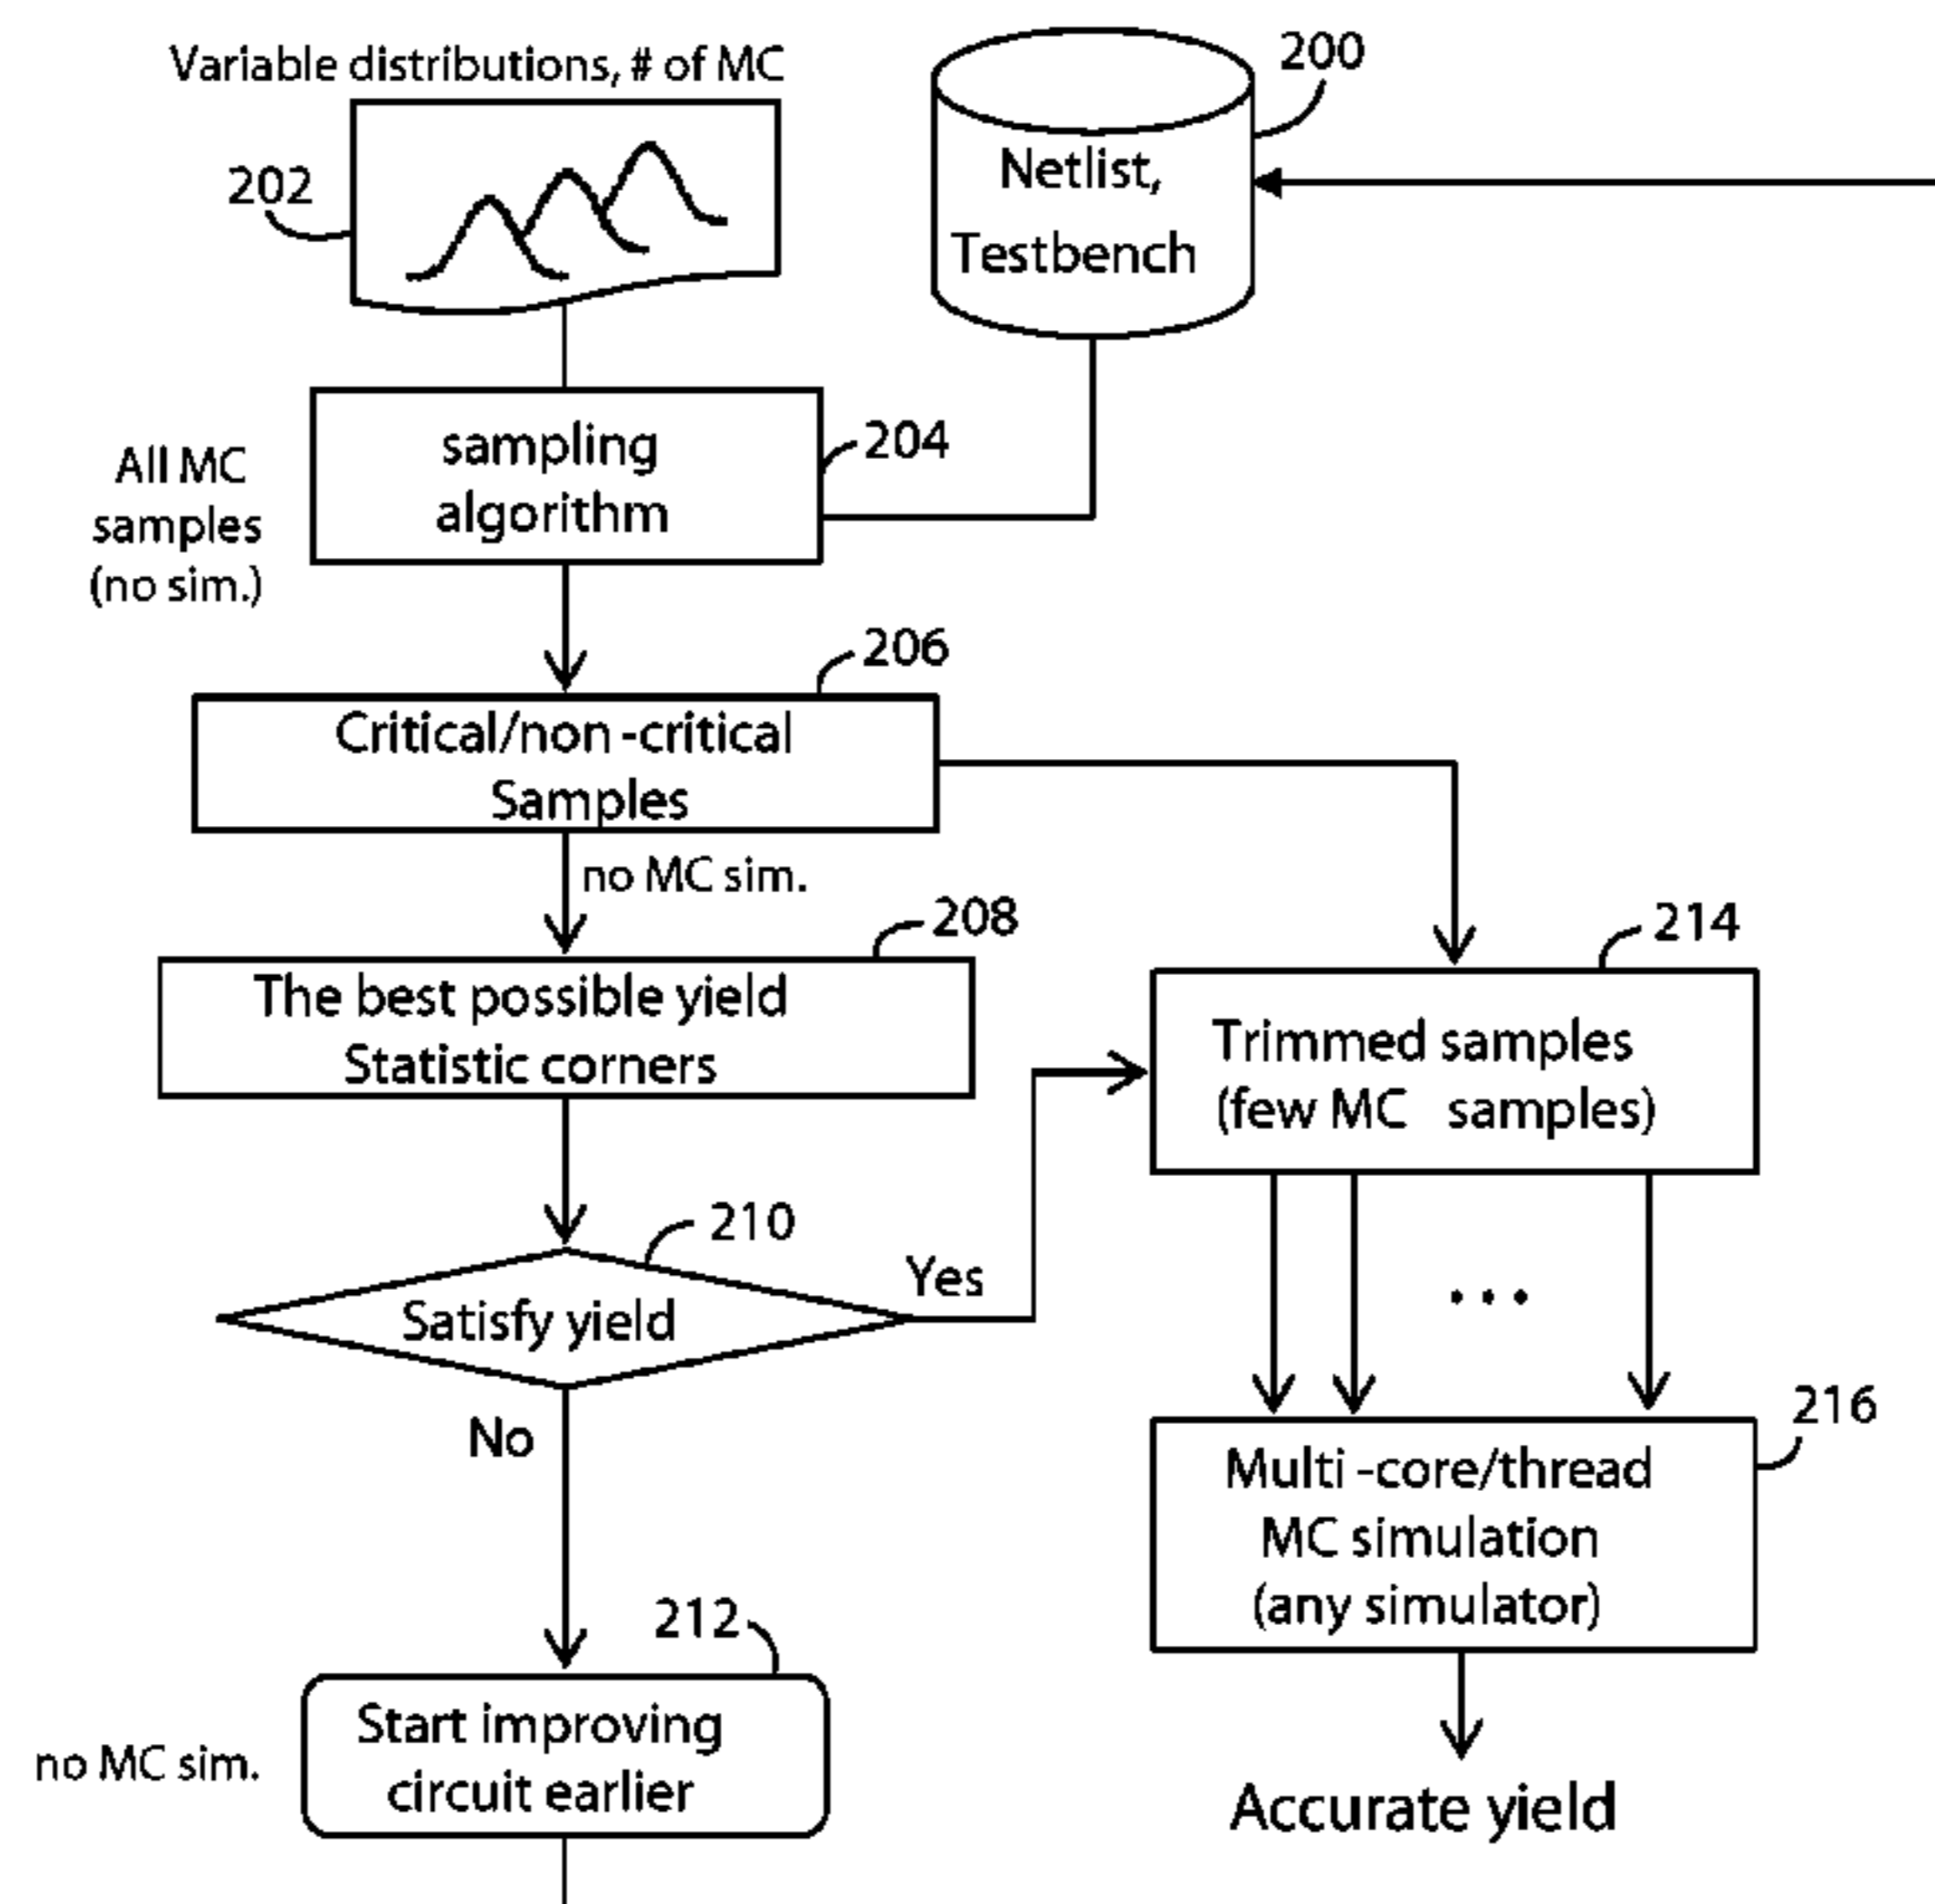 Variable distributions, # of MC
200
202
Netlist,
Testbench
sampling
algorithm
204
All MC
samples
(no sim.)
206
Critical/non-critical
Samples
no MC sim.
208
The best possible yield
Statistic corners
214
Trimmed samples
(few MC samples)
210
Satisfy yield
Yes
No
...
216
Multi-core/thread
MC simulation
(any simulator)
212
Start improving
circuit earlier
no MC sim.
Accurate yield